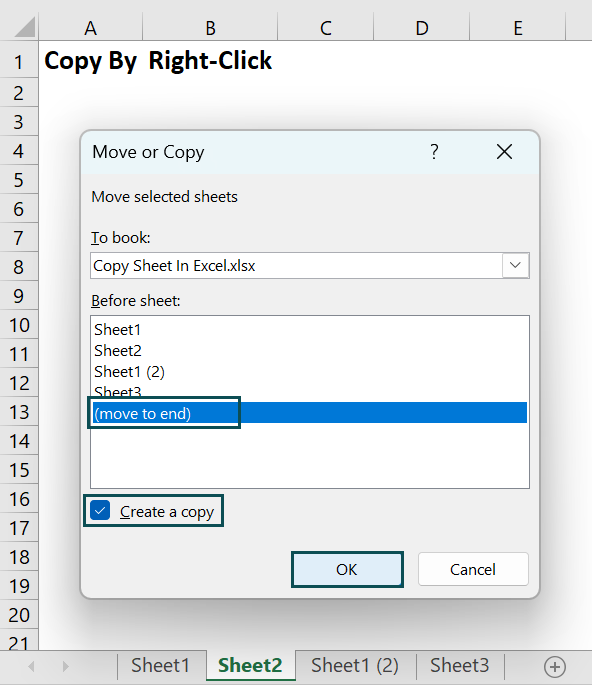 A B C D E
1 Copy By Right-Click
2
3
4
5
6
7
8
9
10
11
12
13
14
15
16
17
18
19
20
21
Move or Copy ?
Move selected sheets
To book:
Copy Sheet In Excel.xlsx
Before sheet:
Sheet1
Sheet2
Sheet1 (2)
Sheet3
(move to end)
Create a copy
OK Cancel
Sheet1 Sheet2 Sheet1 (2) Sheet3